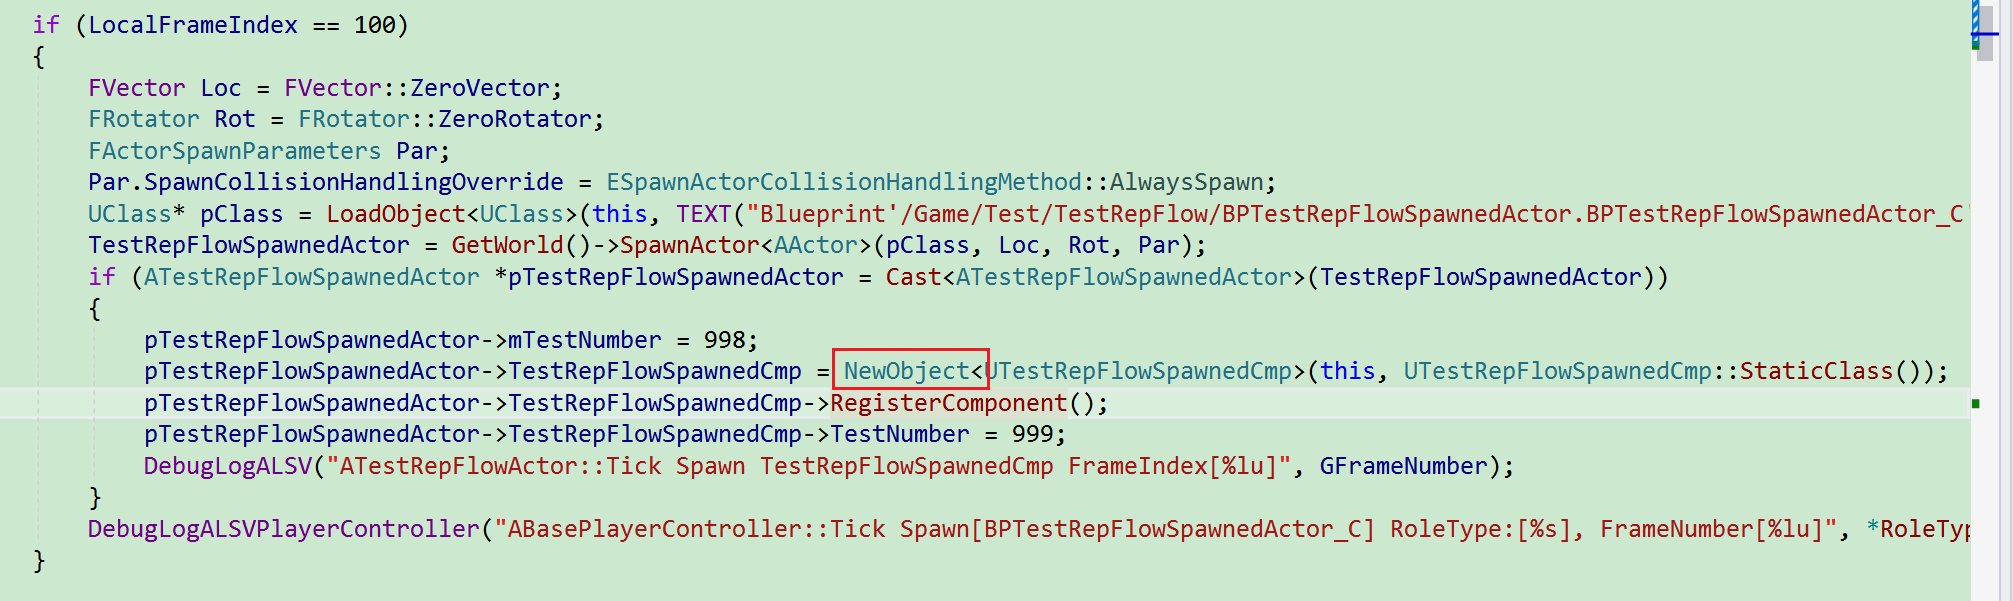 if (LocalFrameIndex == 100)
{
FVector Loc = FVector::ZeroVector;
FRotator Rot = FRotator::ZeroRotator;
FActorSpawnParameters Par;
Par.SpawnCollisionHandlingOverride = ESpawnActorCollisionHandlingMethod::AlwaysSpawn;
UClass* pClass = LoadObject<UClass>(this, TEXT("Blueprint'/Game/Test/TestRepFlow/BPTestRepFlowSpawnedActor.BPTestRepFlowSpawnedActor_C'
TestRepFlowSpawnedActor = GetWorld()->SpawnActor<AActor>(pClass, Loc, Rot, Par);
if (ATestRepFlowSpawnedActor *pTestRepFlowSpawnedActor = Cast<ATestRepFlowSpawnedActor>(TestRepFlowSpawnedActor))
{
pTestRepFlowSpawnedActor->mTestNumber = 998;
pTestRepFlowSpawnedActor->TestRepFlowSpawnedCmp = NewObject<UTestRepFlowSpawnedCmp>(this, UTestRepFlowSpawnedCmp::StaticClass());
pTestRepFlowSpawnedActor->TestRepFlowSpawnedCmp->RegisterComponent();
pTestRepFlowSpawnedActor->TestRepFlowSpawnedCmp->TestNumber = 999;
DebugLogALSV("ATestRepFlowActor::Tick Spawn TestRepFlowSpawnedCmp FrameIndex[%lu]", GFrameNumber);
}
DebugLogALSVPlayerController("ABasePlayerController::Tick Spawn[BPTestRepFlowSpawnedActor_C] RoleType:[%s], FrameNumber[%lu]", *RoleTyp
}